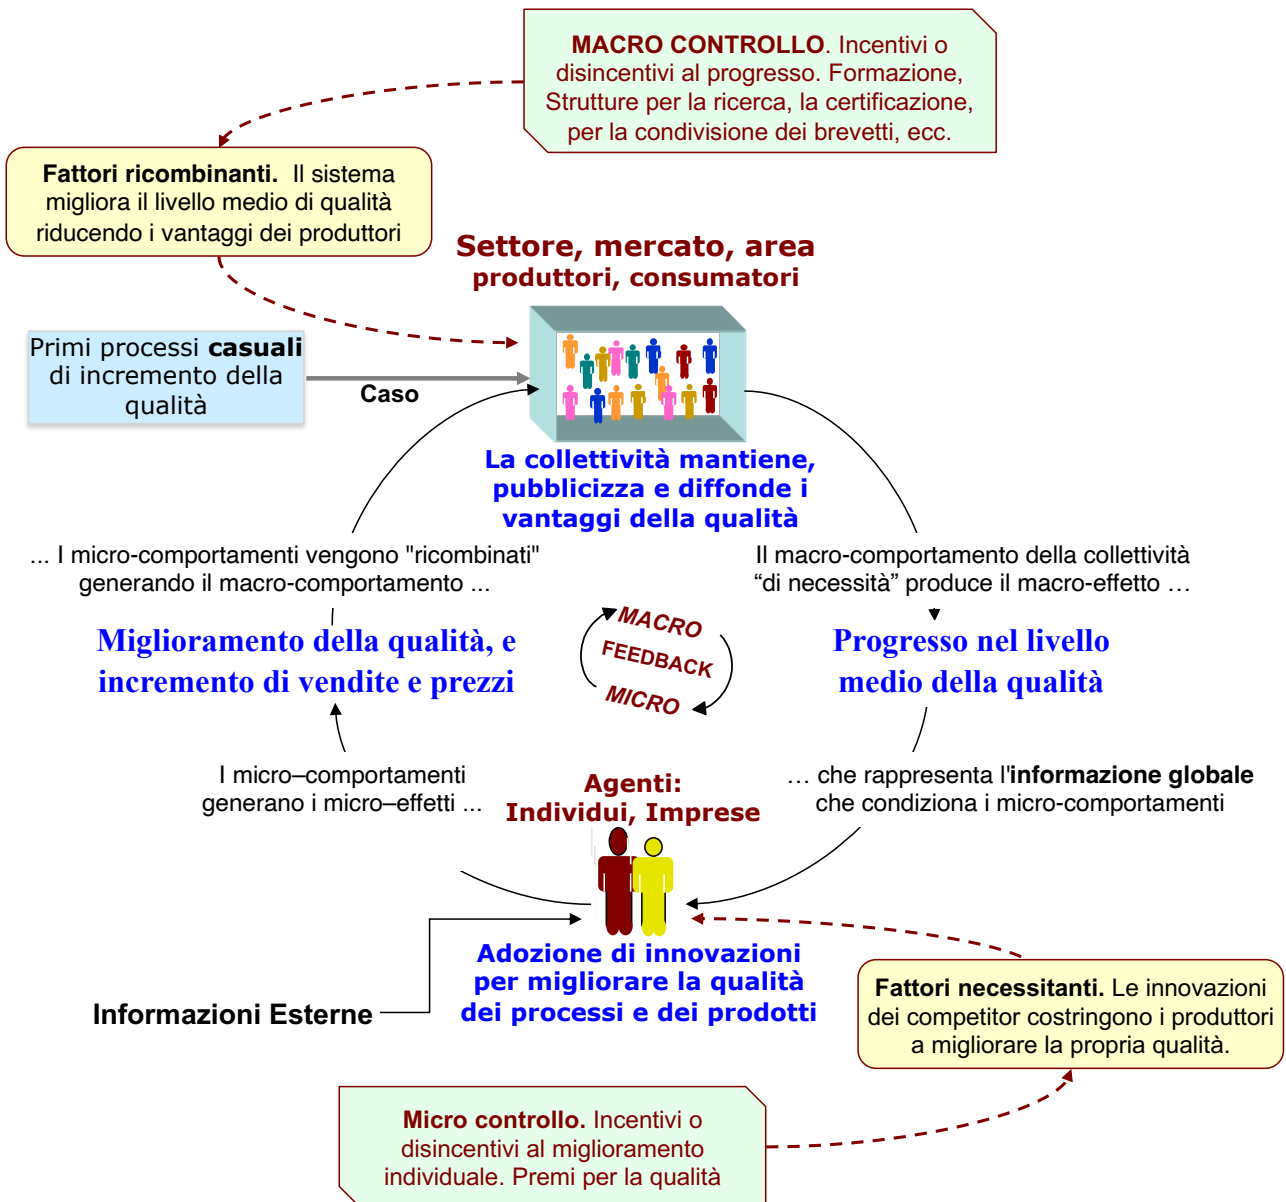 MACRO CONTROLLO. Incentivi o
disincentivi al progresso. Formazione,
Strutture per la ricerca, la certificazione,
per la condivisione dei brevetti, ecc.
Fattori ricombinanti. Il sistema
migliora il livello medio di qualità
riducendo i vantaggi dei produttori
Settore, mercato, area
produttori, consumatori
Primi processi casuali
di incremento della
qualità
Caso
La collettività mantiene,
pubblicizza e diffonde i
vantaggi della qualità
... I micro-comportamenti vengono "ricombinati"
generando il macro-comportamento ...
Il macro-comportamento della collettività
“di necessità” produce il macro-effetto …
Miglioramento della qualità, e
incremento di vendite e prezzi
MACRO
FEEDBACK
MICRO
Progresso nel livello
medio della qualità
I micro–comportamenti
generano i micro–effetti ...
Agenti:
Individui, Imprese
… che rappresenta l'informazione globale
che condiziona i micro-comportamenti
Adozione di innovazioni
per migliorare la qualità
dei processi e dei prodotti
Informazioni Esterne
Fattori necessitanti. Le innovazioni
dei competitor costringono i produttori
a migliorare la propria qualità.
Micro controllo. Incentivi o
disincentivi al miglioramento
individuale. Premi per la qualità